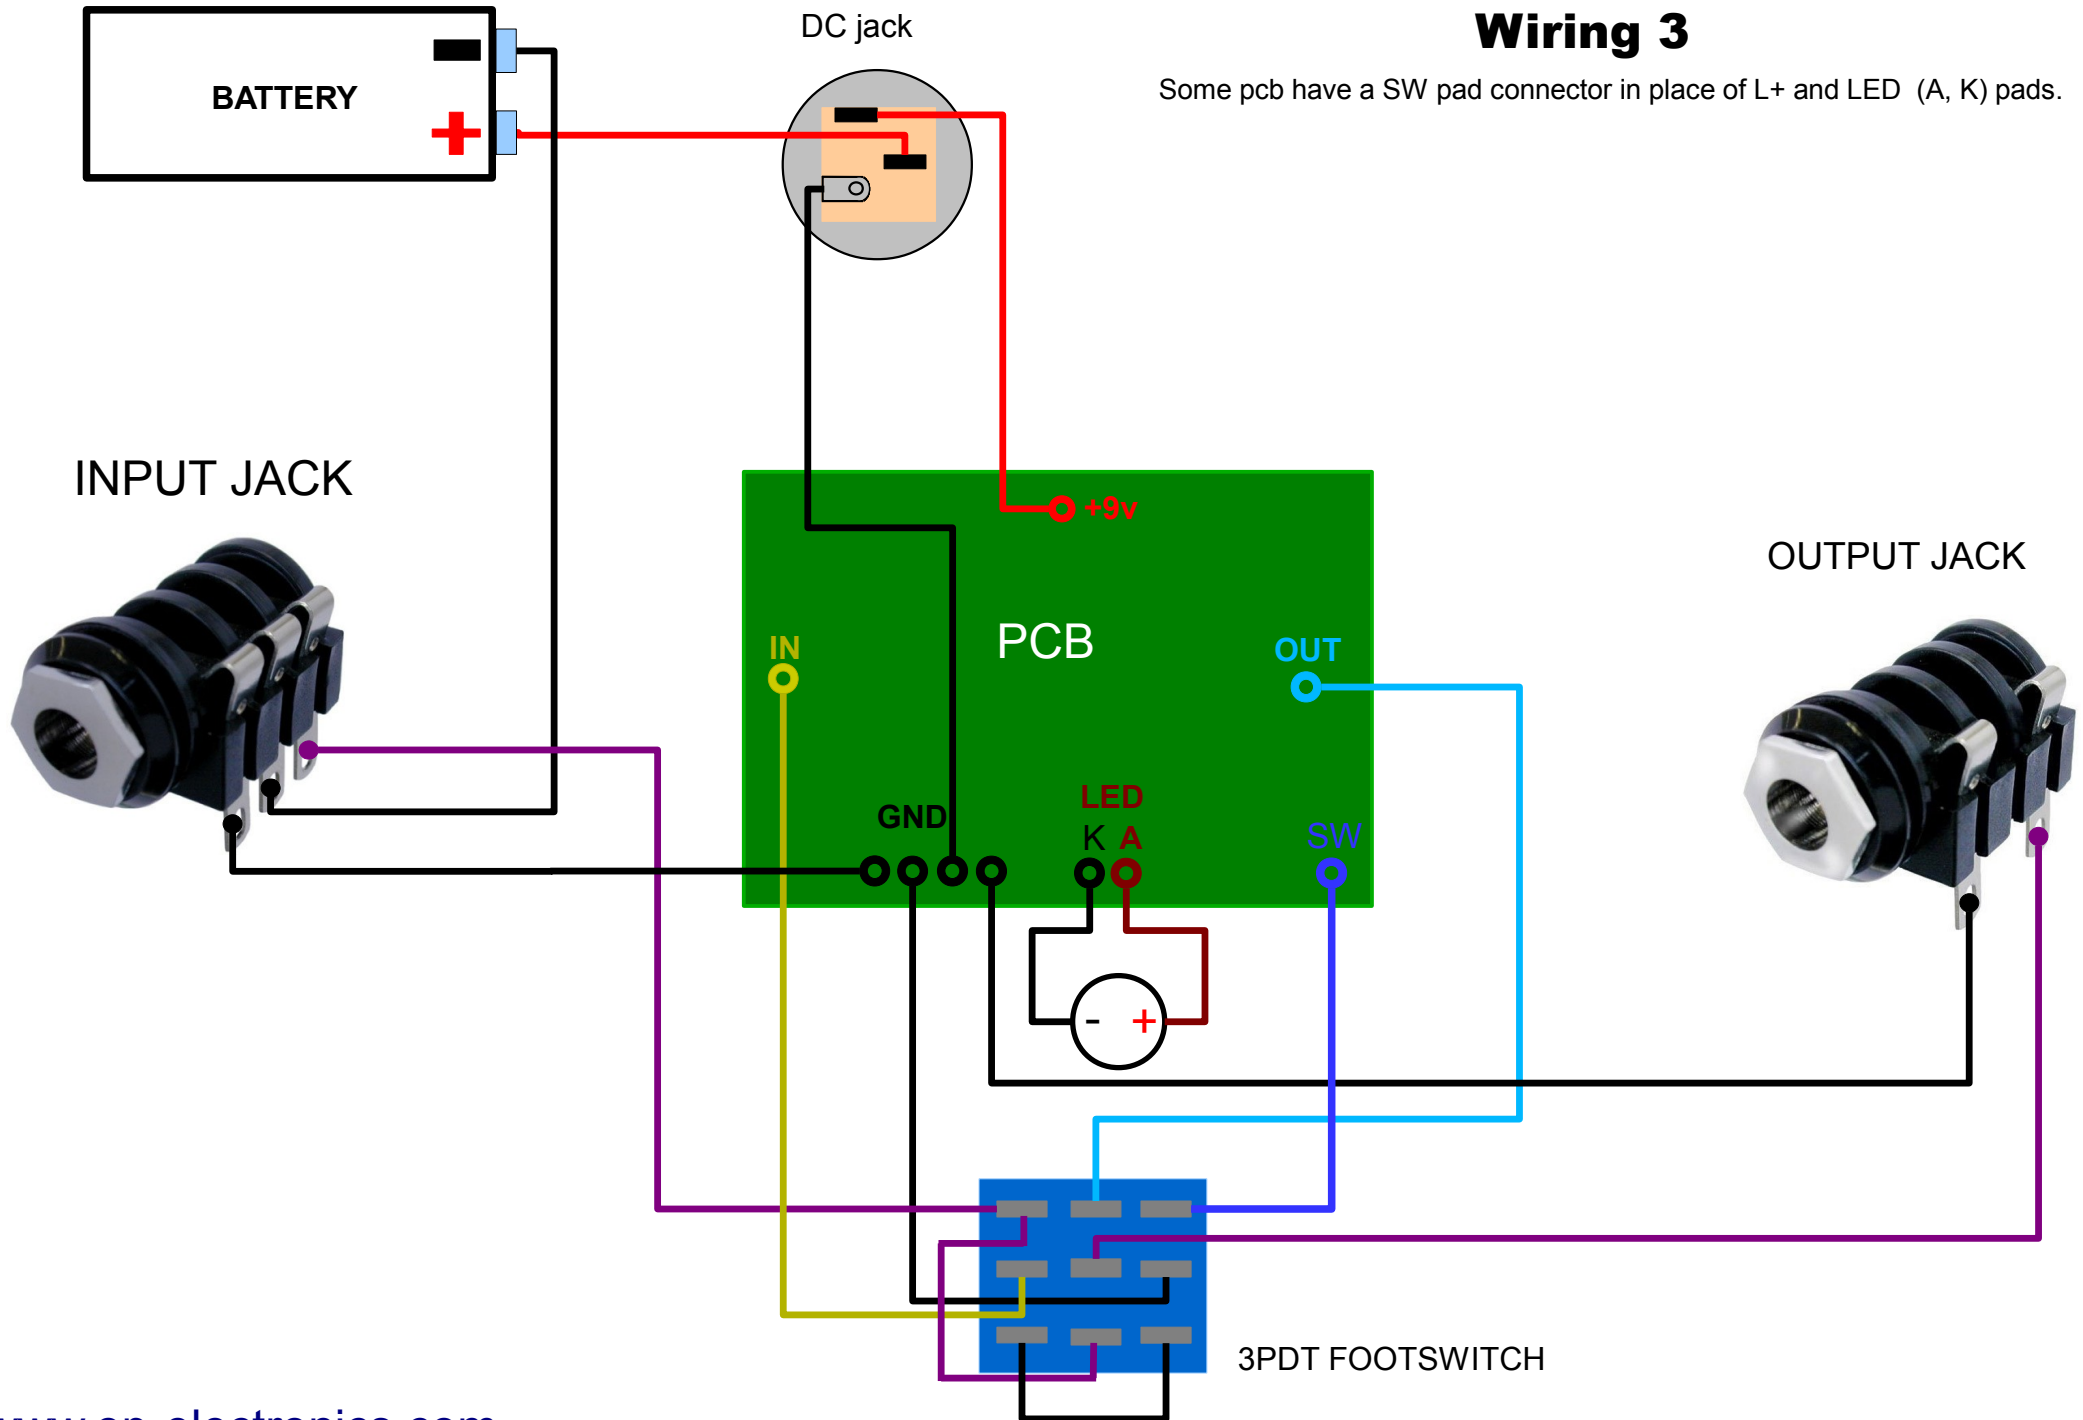 DC jack
Wiring 3
Some pcb have a SW pad connector in place of L+ and LED (A, K) pads.
BATTERY
INPUT JACK
+9v
OUTPUT JACK
IN
PCB
OUT
GND
LED
K A
SW
- +
3PDT FOOTSWITCH